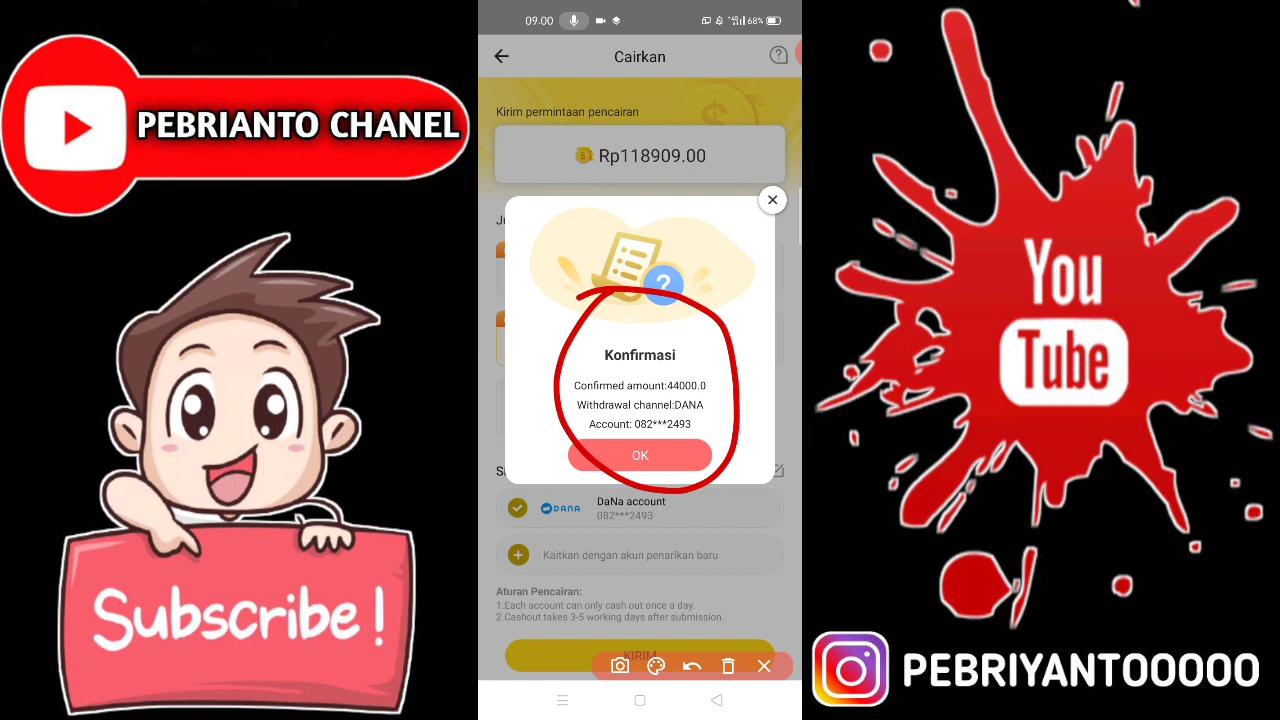 PEBRIANTO CHANEL
Subscribe!
09.00
68%
Cairkan
Kirim permintaan pencairan
Rp118909.00
Konfirmasi
Confirmed amount:44000.0
Withdrawal channel:DANA
Account: 082***2493
OK
DANA
DaNa account
082***2493
Kaitkan dengan akun penarikan baru
Aturan Pencairan:
1.Each account can only cash out once a day.
2.Cashout takes 3-5 working days after submission.
KIRIM
You
Tube
PEBRIYANTOOOOO